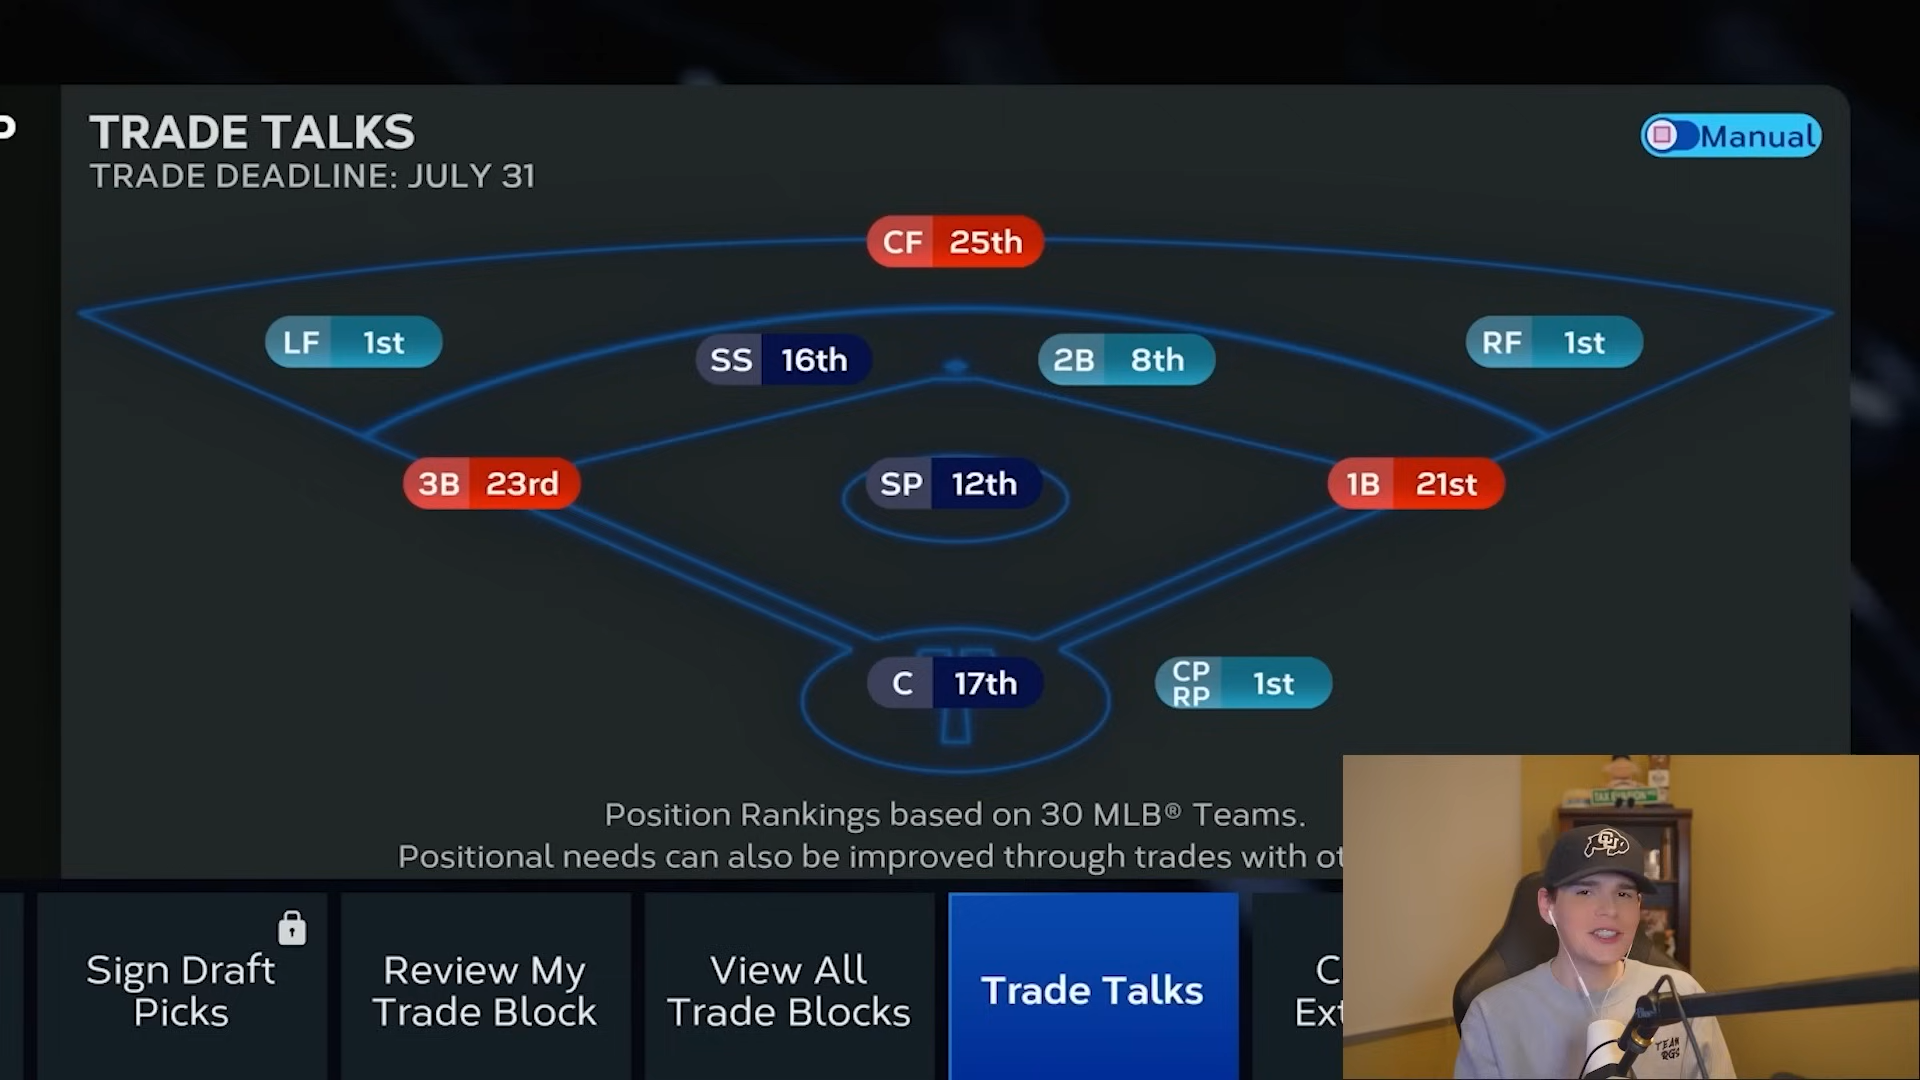 P
TRADE TALKS
TRADE DEADLINE: JULY 31
Manual
CF 25th
LF 1st
RF 1st
SS 16th
2B 8th
3B 23rd
SP 12th
1B 21st
C 17th
CP RP 1st
Position Rankings based on 30 MLB® Teams.
Positional needs can also be improved through trades with ot
Sign Draft
Picks
Review My
Trade Block
View All
Trade Blocks
Trade Talks
C
Ext
CU
TEAM
RGS